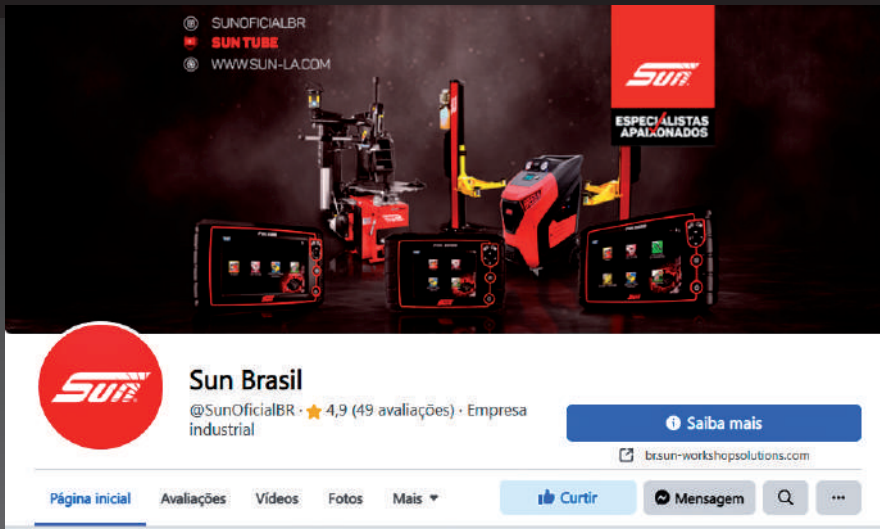 SUNOFICIALBR
SUN TUBE
WWW.SUN-LA.COM
Sun
ESPECIALISTAS
APAIXONADOS
Sun
Sun Brasil
@SunOficialBR · 4,9 (49 avaliações) · Empresa
industrial
Saiba mais
br.sun-workshopsolutions.com
Página inicial Avaliações Vídeos Fotos Mais Curtir Mensagem